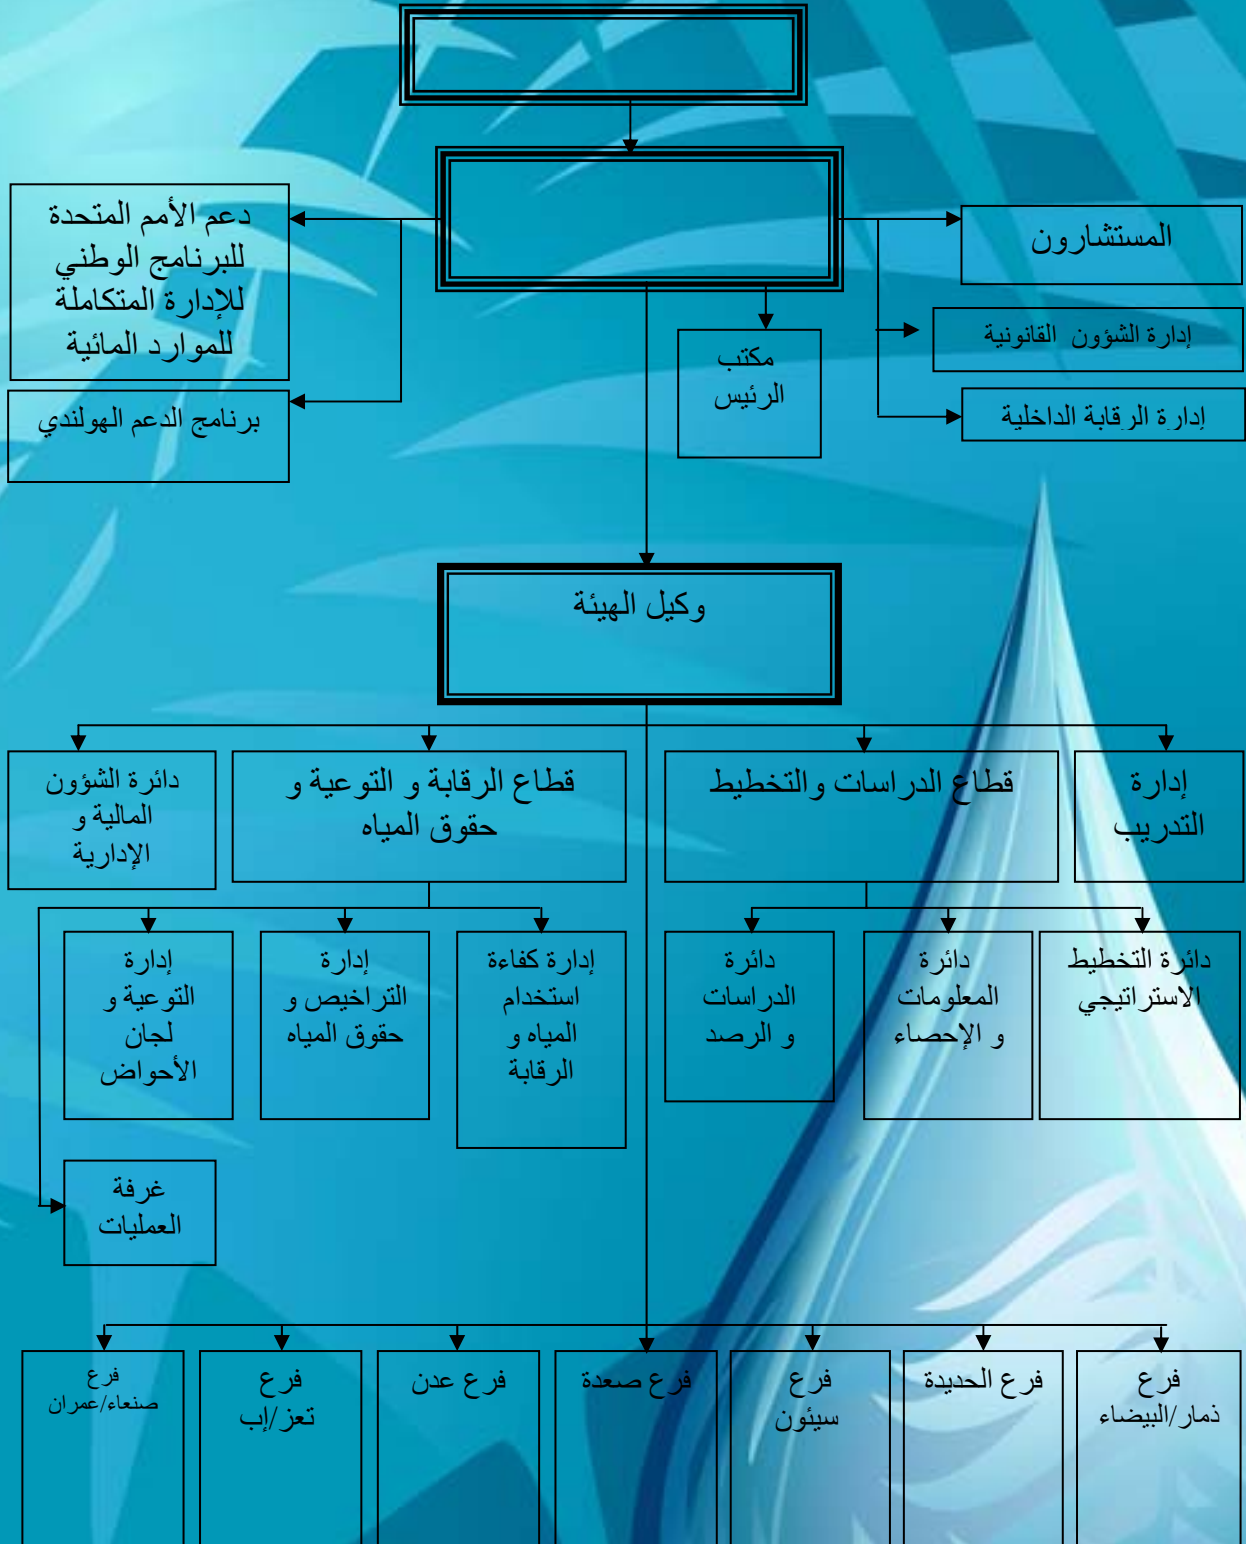 المستشارون
إدارة الشؤون القانونية
إدارة الرقابة الداخلية
مكتب
الرئيس
دعم الأمم المتحدة
للبرنامج الوطني
للإدارة المتكاملة
للموارد المائية
برنامج الدعم الهولندي
وكيل الهيئة
إدارة
التدريب
قطاع الدراسات والتخطيط
قطاع الرقابة و التوعية و
حقوق المياه
دائرة الشؤون
المالية و
الإدارية
دائرة التخطيط
الاستراتيجي
دائرة
المعلومات
و الإحصاء
دائرة
الدراسات
و الرصد
إدارة كفاءة
استخدام
المياه و
الرقابة
إدارة
التراخيص و
حقوق المياه
إدارة
التوعية و
لجان
الأحواض
غرفة
العمليات
فرع
ذمار/البيضاء
فرع الحديدة
فرع
سيئون
فرع صعدة
فرع عدن
فرع
تعز/إب
فرع
صنعاء/عمران